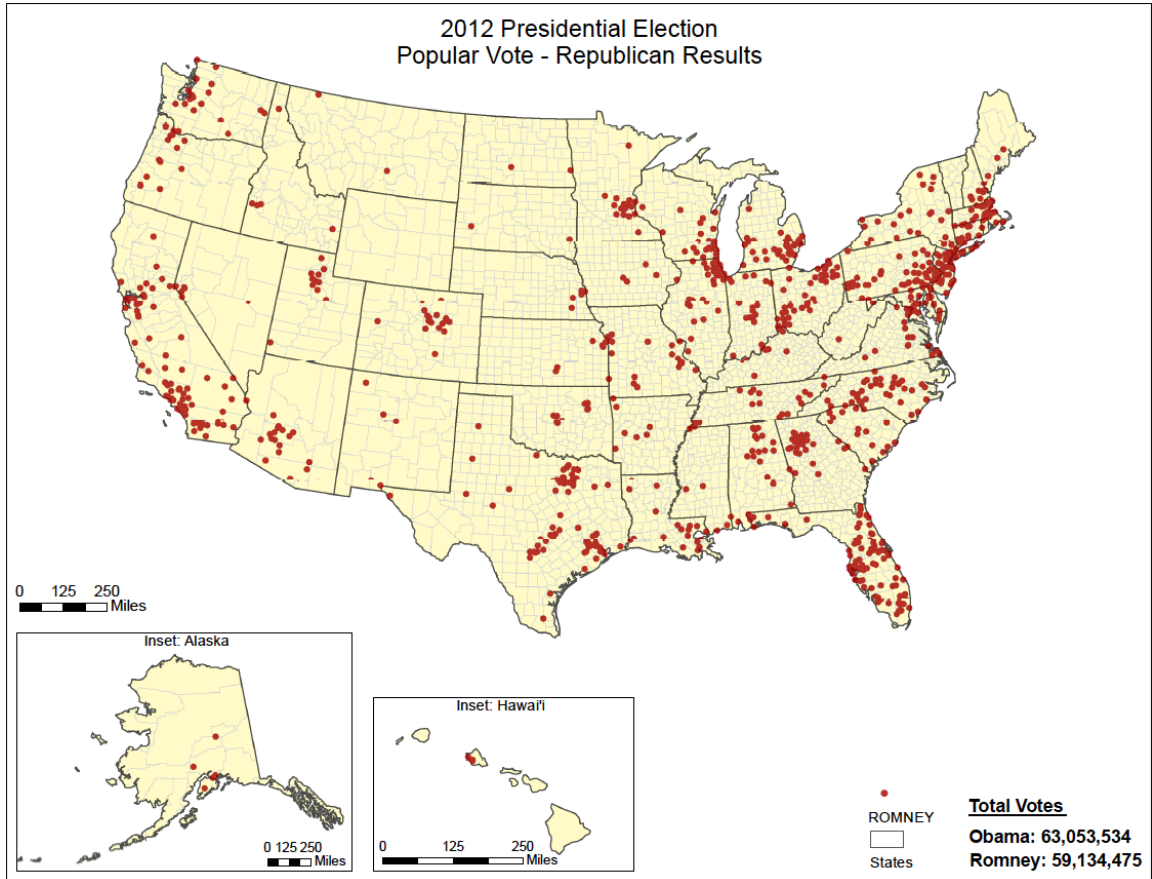 2012 Presidential Election
Popular Vote - Republican Results
0 125 250
Miles
Inset: Alaska
0 125 250
Miles
Inset: Hawai'i
0 125 250
Miles
ROMNEY
States
Total Votes
Obama: 63,053,534
Romney: 59,134,475